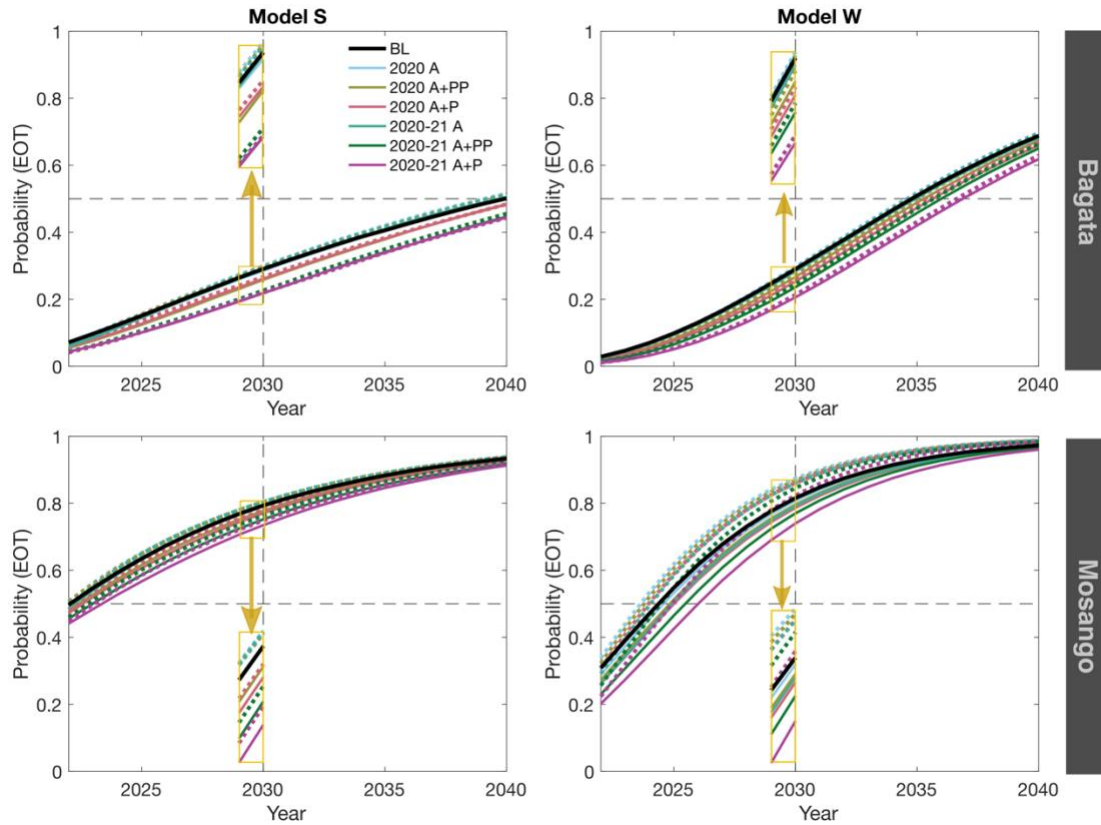 Model S
Model W
1
0.8
0.6
0.4
0.2
0
Probability (EOT)
2025
2030
2035
2040
Year
BL
2020 A
2020 A+PP
2020 A+P
2020-21 A
2020-21 A+PP
2020-21 A+P
1
0.8
0.6
0.4
0.2
0
Probability (EOT)
2025
2030
2035
2040
Year
Bagata
1
0.8
0.6
0.4
0.2
0
Probability (EOT)
2025
2030
2035
2040
Year
1
0.8
0.6
0.4
0.2
0
Probability (EOT)
2025
2030
2035
2040
Year
Mosango